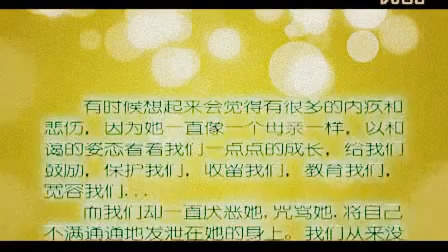 有时候想起来会觉得有很多的内疚和
悲伤，因为她一直像一个母亲一样，以和
谒的姿态看着我们一点点的成长，给我们
鼓励，保护我们，收留我们，教育我们，
宽容我们...
而我们却一直厌恶她，咒骂她，将自己
不满通通地发泄在她的身上。我们从来没